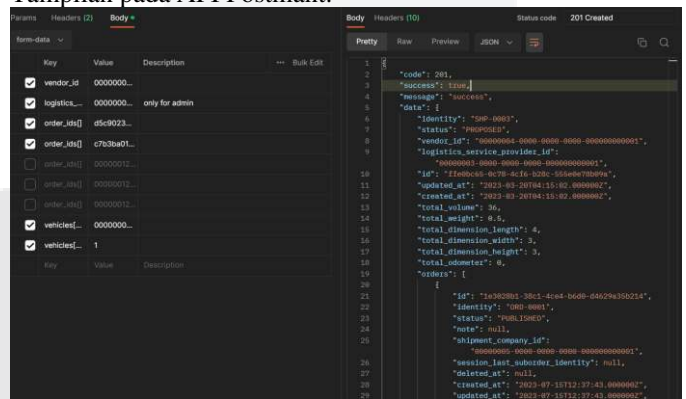 Tampilan pada API Postman:
Params Headers (2) Body
form-data
Key Value Description ••• Bulk Edit
vendor_id 0000000...
logistics_... 0000000... only for admin
order_ids[] d5c9023...
order_ids[] c7b3ba01...
order_ids[] 00000012...
order_ids[] 00000012...
vehicles[... 0000000...
vehicles[... 1
Key Value Description
Body Headers (10) Status code 201 Created
Pretty Raw Preview JSON
1 {
2 "code": 201,
3 "success": true,
4 "message": "success",
5 "data": {
6 "identity": "SHP-0003",
7 "status": "PROPOSED",
8 "vendor_id": "00000004-0000-0000-0000-000000000001",
9 "logistics_service_provider_id":
"00000003-0000-0000-0000-000000000001",
10 "id": "ffe0bc65-0c78-4cf6-b28c-555e0e78b09a",
11 "updated_at": "2023-03-20T04:15:02.000000Z",
12 "created_at": "2023-03-20T04:15:02.000000Z",
13 "total_volume": 36,
14 "total_weight": 0.5,
15 "total_dimension_length": 4,
16 "total_dimension_width": 3,
17 "total_dimension_height": 3,
18 "total_odometer": 0,
19 "orders": [
20 {
21 "id": "1e3028b1-38c1-4ce4-b6d0-d4629a35b214",
22 "identity": "ORD-0001",
23 "status": "PUBLISHED",
24 "note": null,
25 "shipment_company_id":
"00000005-0000-0000-0000-000000000001",
26 "session_last_suborder_identity": null,
27 "deleted_at": null,
28 "created_at": "2023-07-15T12:37:43.000000Z",
29 "updated_at": "2023-07-15T12:37:43.000000Z",